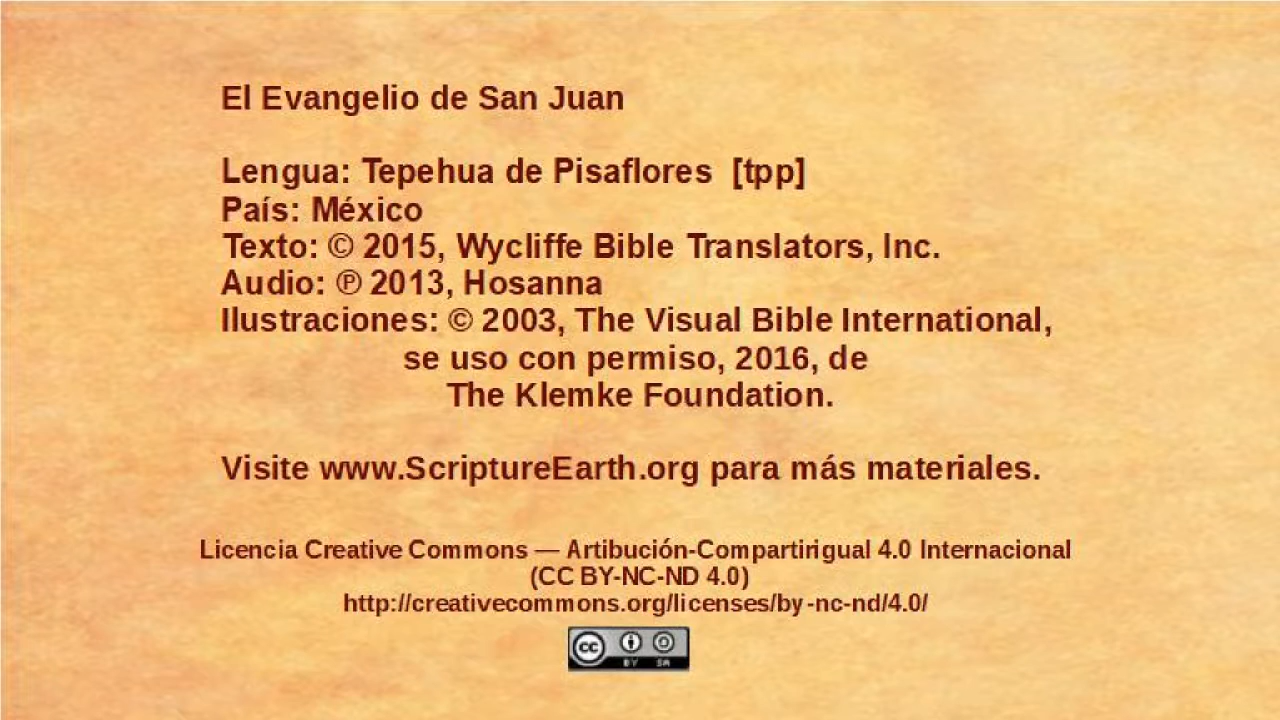 El Evangelio de San Juan
Lengua: Tepehua de Pisaflores [tpp]
País: México
Texto: © 2015, Wycliffe Bible Translators, Inc.
Audio: ℗ 2013, Hosanna
Ilustraciones: © 2003, The Visual Bible International,
se uso con permiso, 2016, de
The Klemke Foundation.
Visite www.ScriptureEarth.org para más materiales.
Licencia Creative Commons — Artibución-Compartirigual 4.0 Internacional
(CC BY-NC-ND 4.0)
http://creativecommons.org/licenses/by-nc-nd/4.0/
cc BY SA